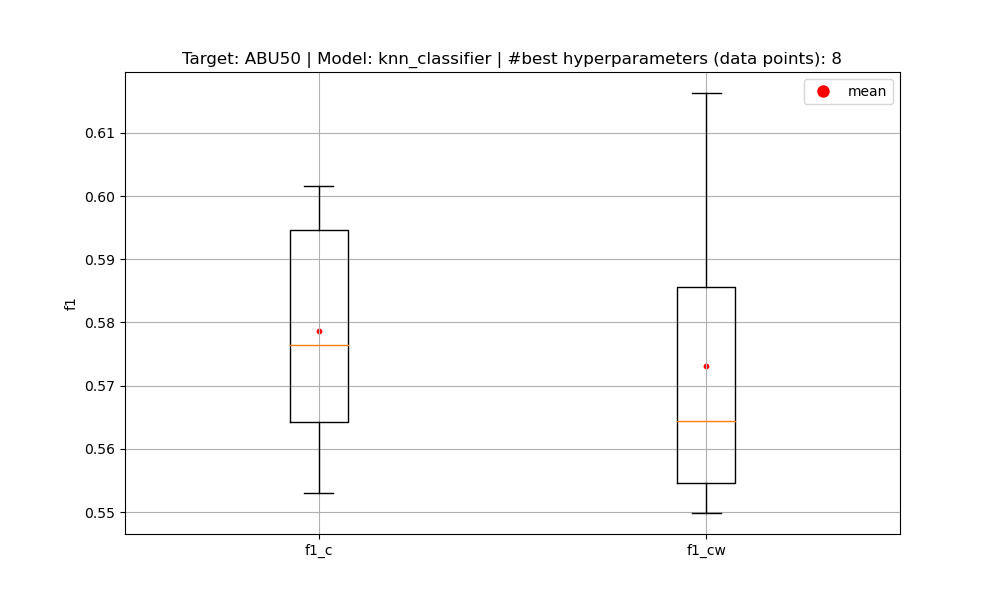 Target: ABU50 | Model: knn_classifier | #best hyperparameters (data points): 8
mean
0.61
0.60
0.59
0.58
0.57
0.56
0.55
f1
f1_c
f1_cw